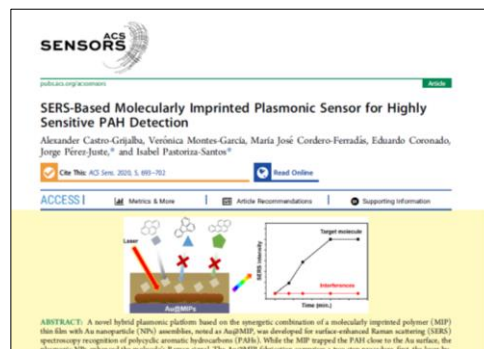 ACS
SENSORS
pubs.acs.org/acssensors
Article
SERS-Based Molecularly Imprinted Plasmonic Sensor for Highly
Sensitive PAH Detection
Alexander Castro-Grijalba, Verónica Montes-García, María José Cordero-Ferradás, Eduardo Coronado,
Jorge Pérez-Juste,* and Isabel Pastoriza-Santos*
Cite This: ACS Sens. 2020, 5, 693−702
Read Online
ACCESS
Metrics & More
Article Recommendations
Supporting Information
Laser
Au@MIPs
SERS Intensity
Target molecule
Interferences
Time (min.)
ABSTRACT: A novel hybrid plasmonic platform based on the synergetic combination of a molecularly imprinted polymer (MIP)
thin film with Au nanoparticle (NPs) assemblies, noted as Au@MIP, was developed for surface-enhanced Raman scattering (SERS)
spectroscopy recognition of polycyclic aromatic hydrocarbons (PAHs). While the MIP trapped the PAH close to the Au surface, the